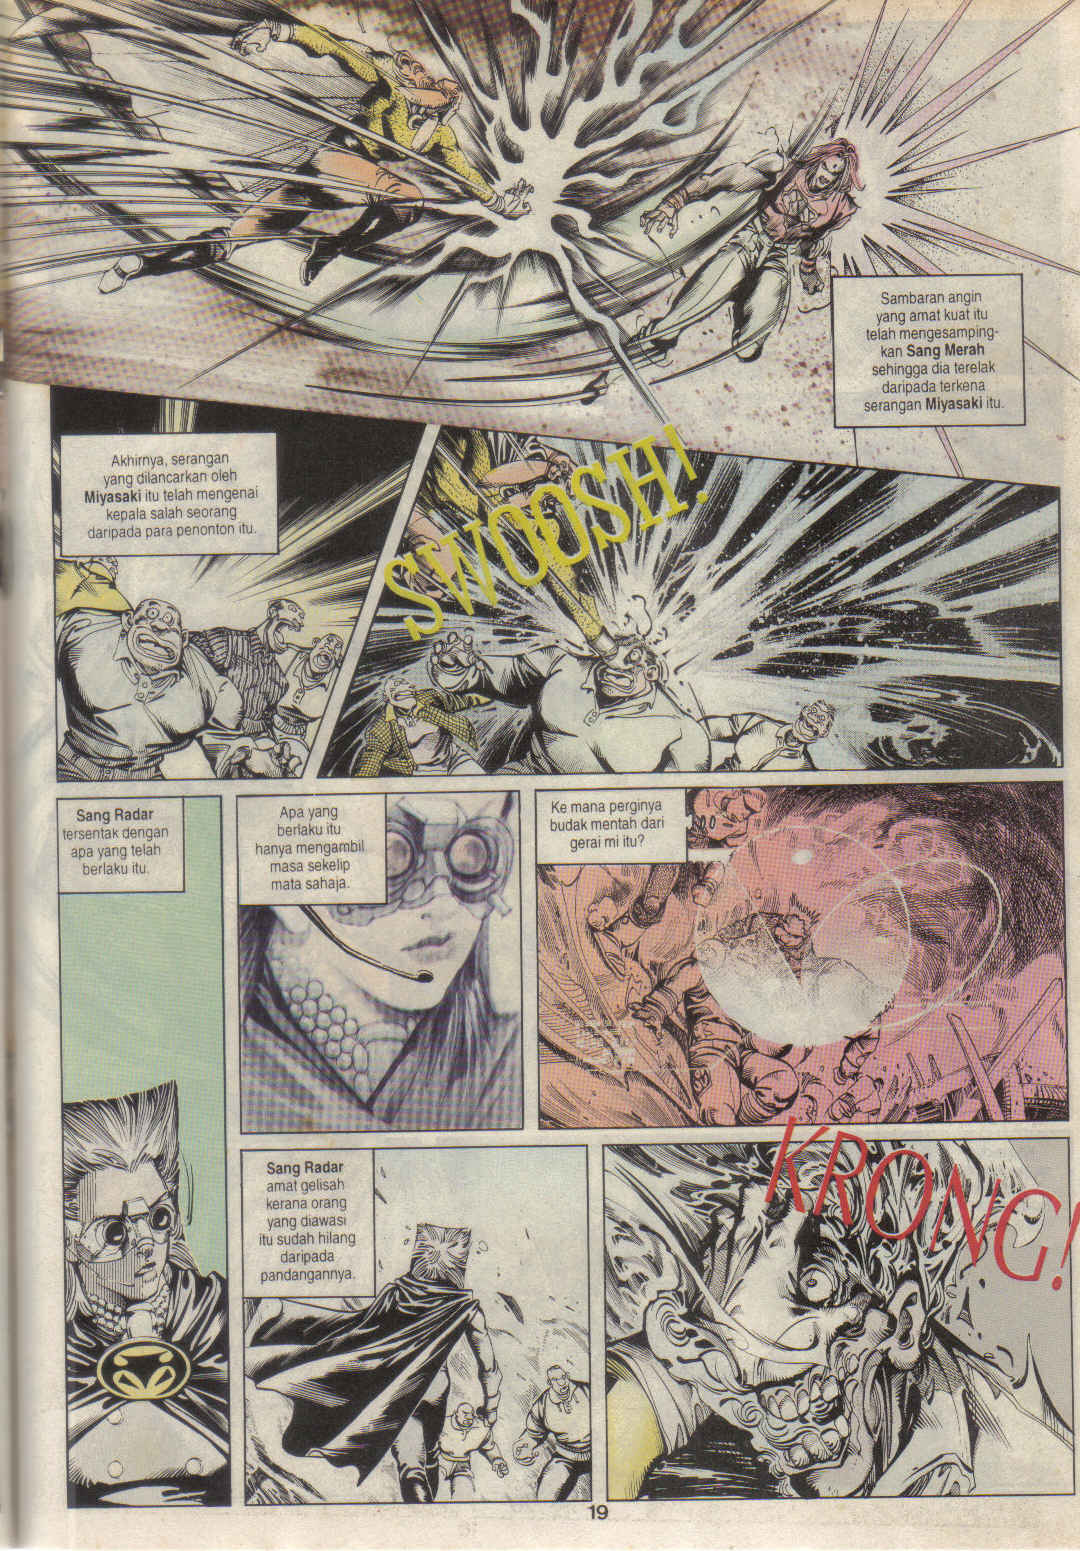 Sambaran angin
yang amat kuat itu
telah mengesamping-
kan Sang Merah
sehingga dia terelak
daripada terkena
serangan Miyasaki itu.
Akhirnya, serangan
yang dilancarkan oleh
Miyasaki itu telah mengenai
kepala salah seorang
daripada para penonton itu.
SWOOSH!
Sang Radar
tersentak dengan
apa yang telah
berlaku itu.
Apa yang
berlaku itu
hanya mengambil
masa sekelip
mata sahaja.
Ke mana perginya
budak mentah dari
gerai mi itu?
Sang Radar
amat gelisah
kerana orang
yang diawasi
itu sudah hilang
daripada
pandangannya.
KRONG!
19